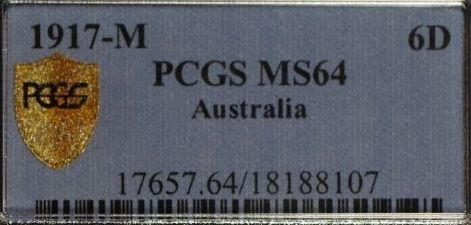 1917-M 6D
PCGS MS64
PCGS
Australia
17657.64/18188107